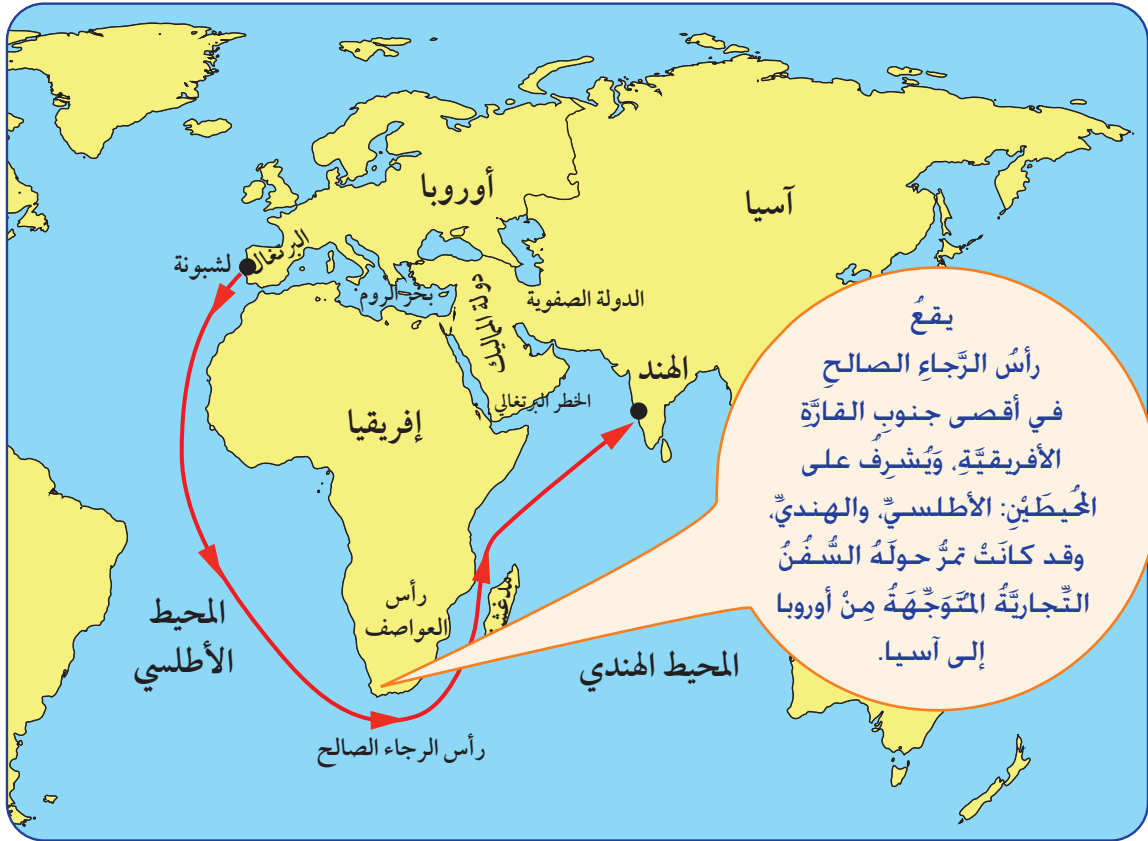 أوروبا
آسيا
البرتغال
لشبونة
بحر الروم
دولة المماليك
الدولة الصفوية
الهند
الخطر البرتغالي
إفريقيا
يقعُ
رأسُ الرَّجاءِ الصالحِ
في أقصى جنوبِ القارَّةِ
الأفريقيَّةِ، وَيُشرِفُ على
المُحيطَيْنِ: الأطلسيِّ، والهنديِّ،
وقد كانَتْ تمرُّ حولَهُ السُّفُنُ
التِّجاريَّةُ المُتَوَجِّهَةُ مِنْ أوروبا
إلى آسيا.
رأس
العواصف
المحيط
الأطلسي
المحيط الهندي
رأس الرجاء الصالح